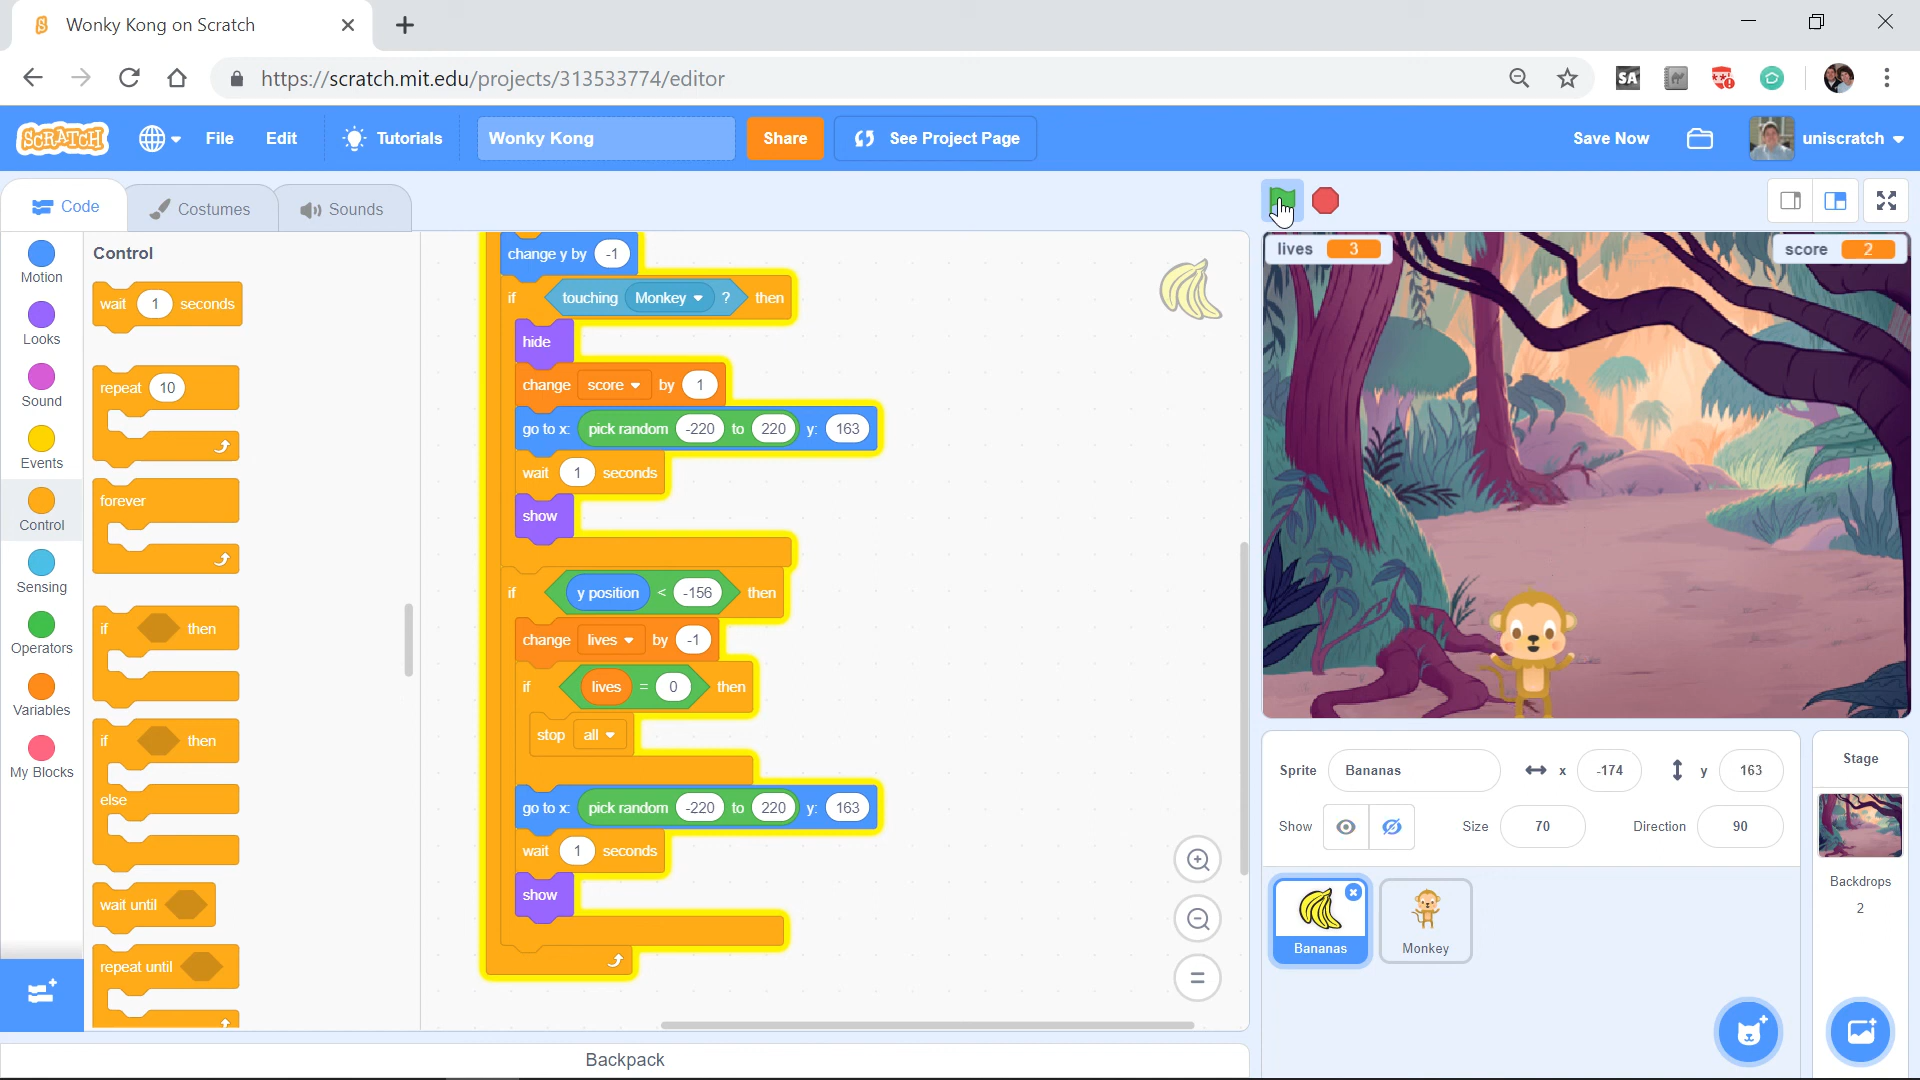 Wonky Kong on Scratch
https://scratch.mit.edu/projects/313533774/editor
SA
SCRATCH
File
Edit
Tutorials
Wonky Kong
Share
See Project Page
Save Now
uniscratch
Code
Costumes
Sounds
Motion
Looks
Sound
Events
Control
Sensing
Operators
Variables
My Blocks
Control
wait 1 seconds
repeat 10
forever
if then
if then
else
wait until
repeat until
change y by -1
if touching Monkey ? then
hide
change score by 1
go to x: pick random -220 to 220 y: 163
wait 1 seconds
show
if y position < -156 then
change lives by -1
if lives = 0 then
stop all
go to x: pick random -220 to 220 y: 163
wait 1 seconds
show
Backpack
lives 3
score 2
Sprite Bananas x -174 y 163
Show Size 70 Direction 90
Bananas
Monkey
Stage
Backdrops
2